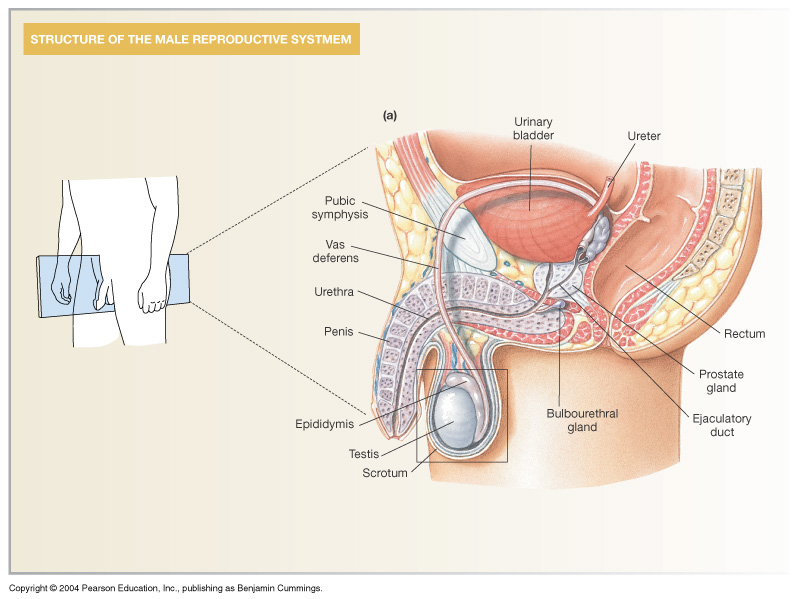 STRUCTURE OF THE MALE REPRODUCTIVE SYSTMEM
(a)
Urinary
bladder
Ureter
Pubic
symphysis
Vas
deferens
Urethra
Penis
Rectum
Prostate
gland
Epididymis
Bulbourethral
gland
Ejaculatory
duct
Testis
Scrotum
Copyright © 2004 Pearson Education, Inc., publishing as Benjamin Cummings.